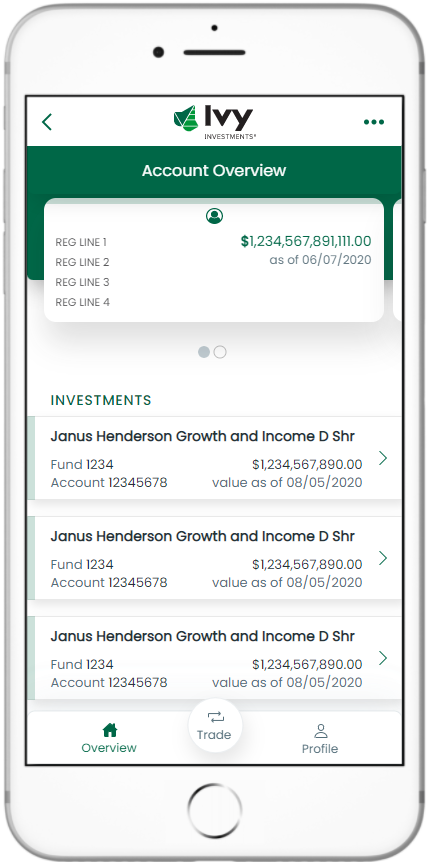 Ivy
INVESTMENTS®
Account Overview
REG LINE 1
$1,234,567,891,111.00
REG LINE 2
as of 06/07/2020
REG LINE 3
REG LINE 4
INVESTMENTS
Janus Henderson Growth and Income D Shr
Fund 1234 $1,234,567,890.00
Account 12345678 value as of 08/05/2020
Janus Henderson Growth and Income D Shr
Fund 1234 $1,234,567,890.00
Account 12345678 value as of 08/05/2020
Janus Henderson Growth and Income D Shr
Fund 1234 $1,234,567,890.00
Account 12345678 value as of 08/05/2020
Overview
Trade
Profile